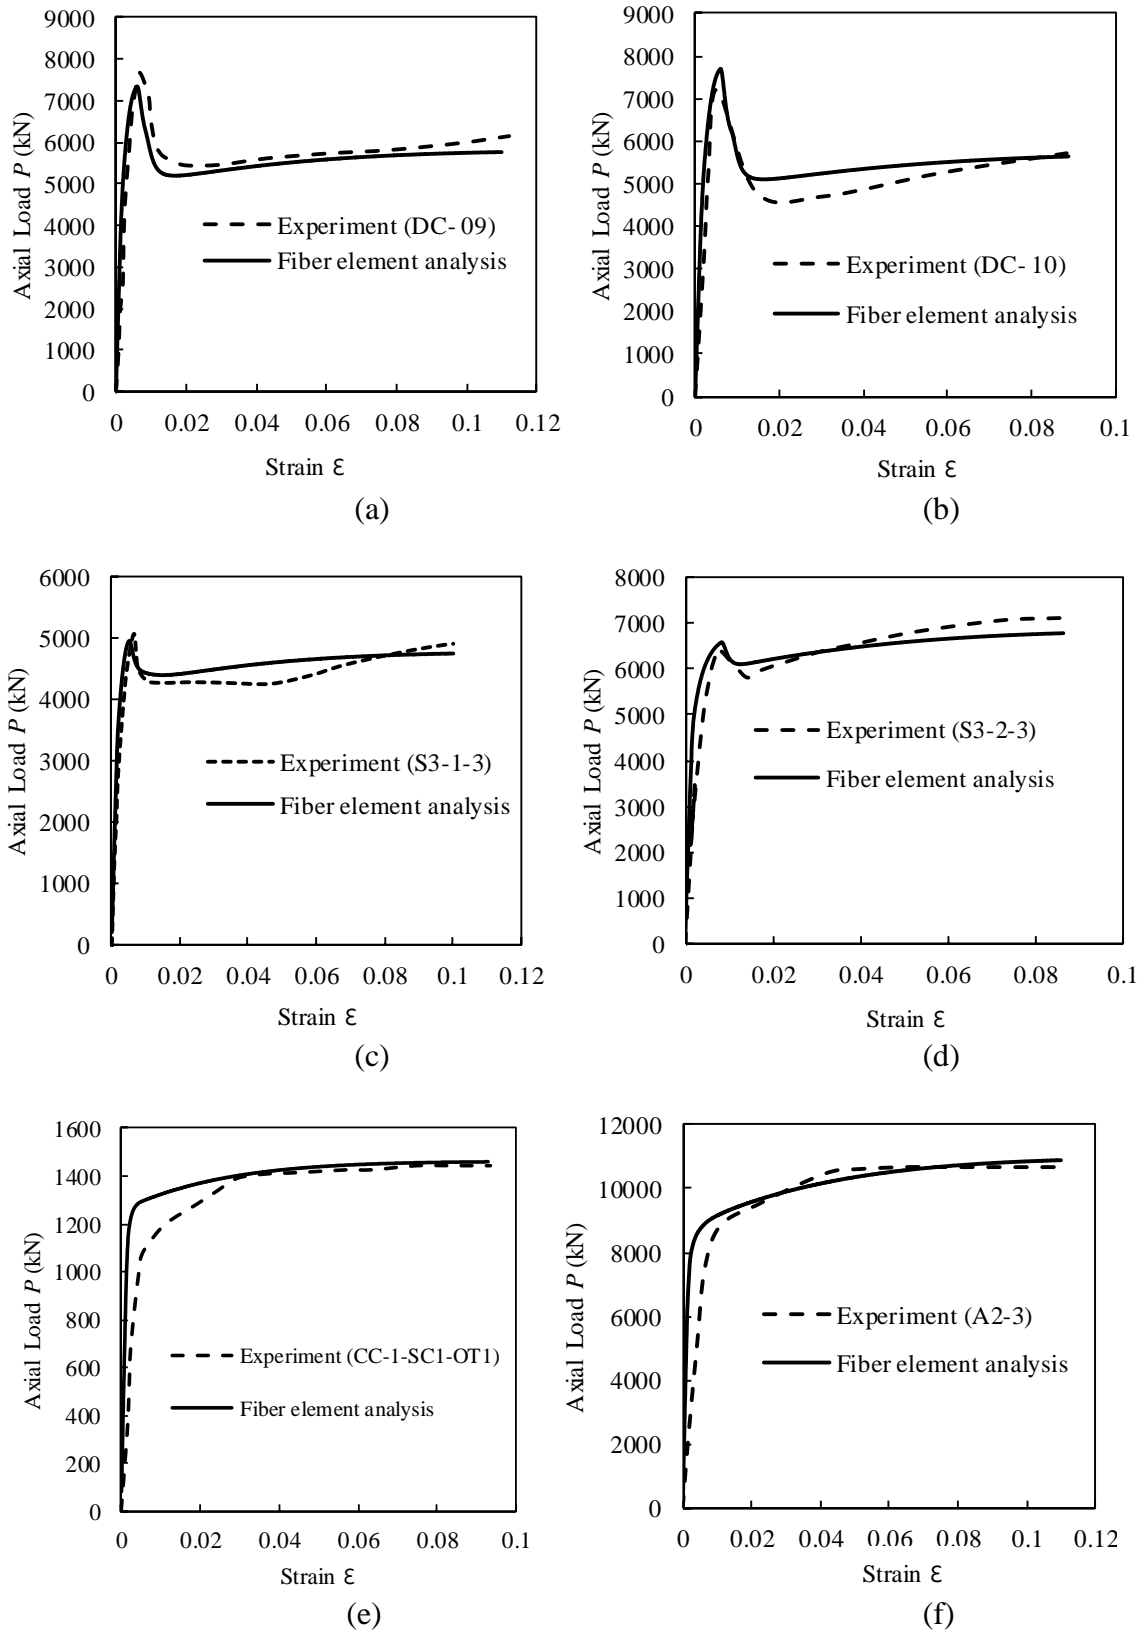 9000
8000
7000
6000
5000
4000
3000
2000
1000
0
Axial Load P (kN)
Experiment (DC- 09)
Fiber element analysis
0 0.02 0.04 0.06 0.08 0.1 0.12
Strain ε
(a)
9000
8000
7000
6000
5000
4000
3000
2000
1000
0
Axial Load P (kN)
Experiment (DC- 10)
Fiber element analysis
0 0.02 0.04 0.06 0.08 0.1
Strain ε
(b)
6000
5000
4000
3000
2000
1000
0
Axial Load P (kN)
Experiment (S3-1-3)
Fiber element analysis
0 0.02 0.04 0.06 0.08 0.1 0.12
Strain ε
(c)
8000
7000
6000
5000
4000
3000
2000
1000
0
Axial Load P (kN)
Experiment (S3-2-3)
Fiber element analysis
0 0.02 0.04 0.06 0.08 0.1
Strain ε
(d)
1600
1400
1200
1000
800
600
400
200
0
Axial Load P (kN)
Experiment (CC-1-SC1-OT1)
Fiber element analysis
0 0.02 0.04 0.06 0.08 0.1
Strain ε
(e)
12000
10000
8000
6000
4000
2000
0
Axial Load P (kN)
Experiment (A2-3)
Fiber element analysis
0 0.02 0.04 0.06 0.08 0.1 0.12
Strain ε
(f)